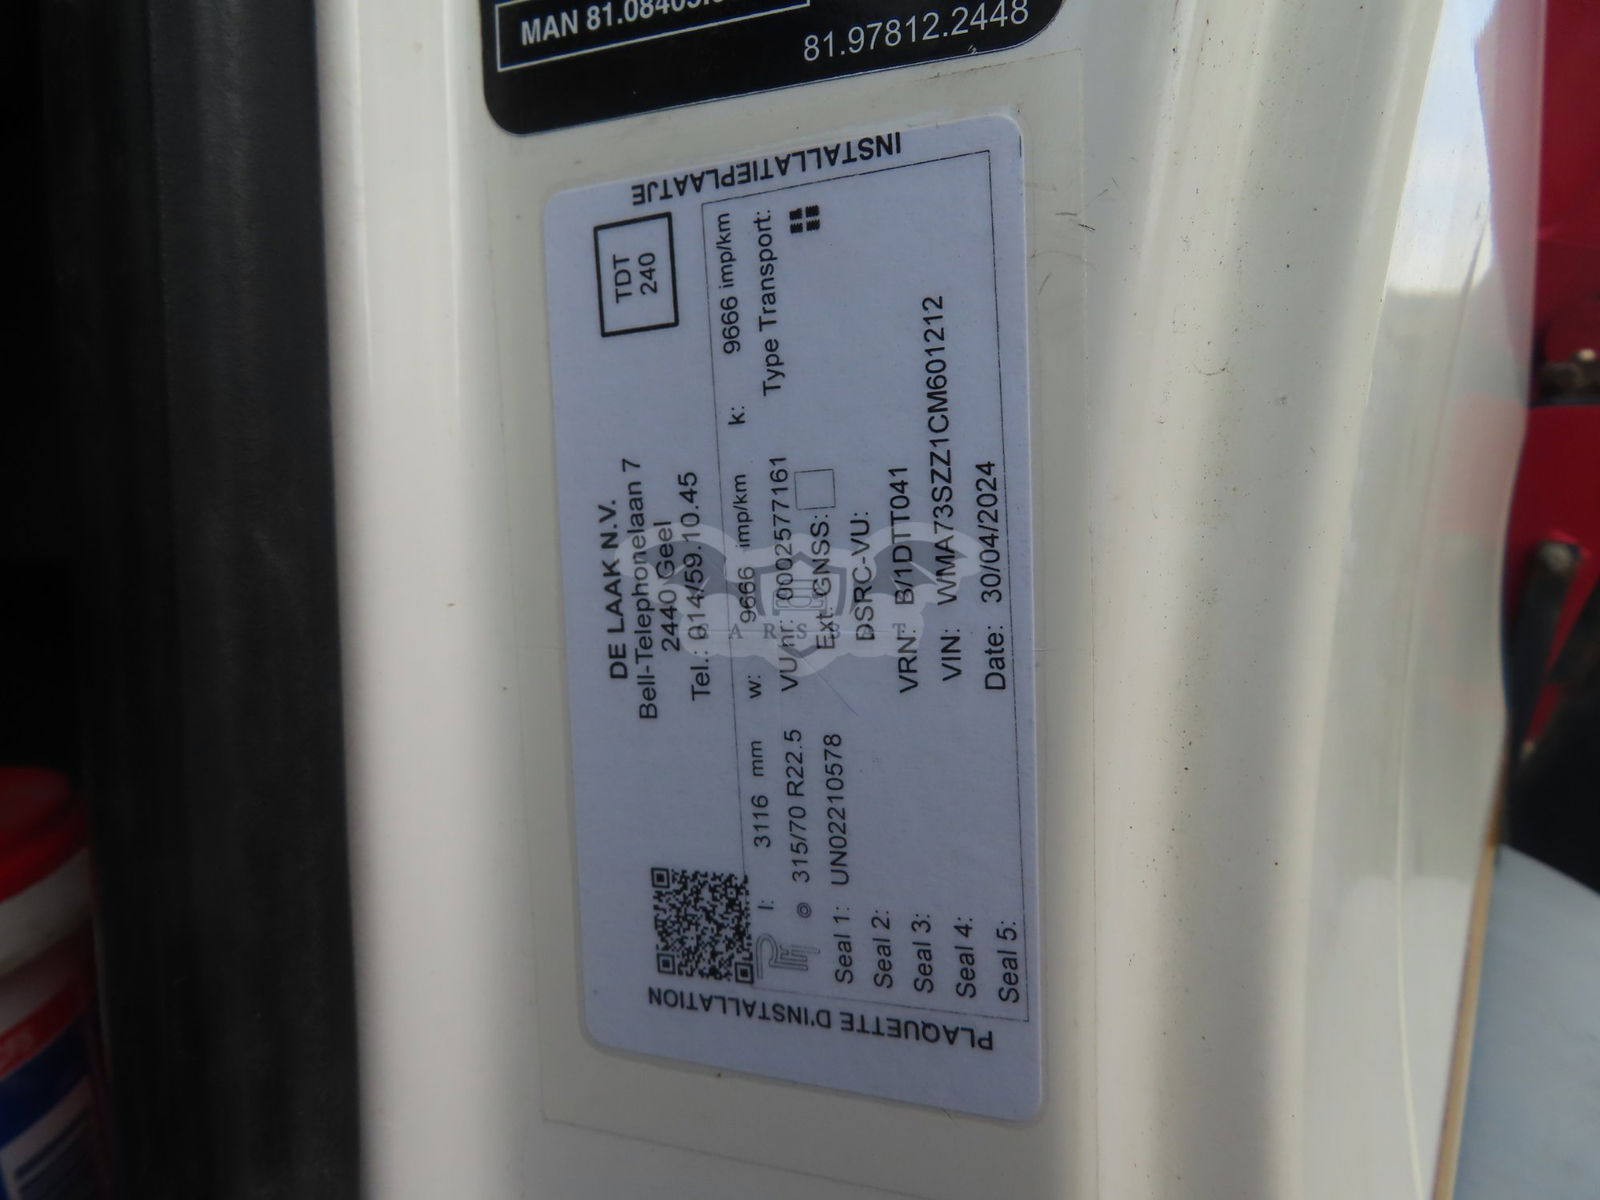 MAN 81.08405.
81.97812.2448
INSTALLATIEPLAATJE
TDT
240
DE LAAK N.V.
Bell-Telephonelaan 7
2440 Geel
Tel.: 014/59.10.45
l: 3116 mm w: 9666 imp/km k: 9666 imp/km
315/70 R22.5 VU nr: 0002577161 Type Transport:
Seal 1: UN02210578 Ext. GNSS:
Seal 2: DSRC-VU:
Seal 3: VRN: B/1DTT041
Seal 4: VIN: WMA73SZZ1CM601212
Seal 5: Date: 30/04/2024
PLAQUETTE D'INSTALLATION